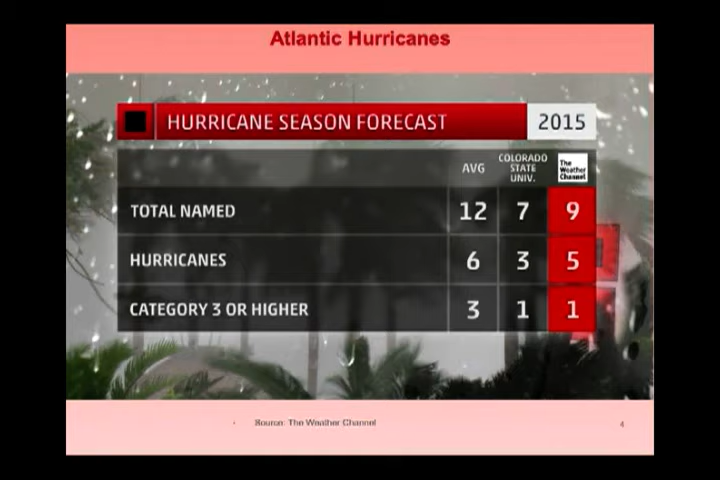 Atlantic Hurricanes
HURRICANE SEASON FORECAST 2015
AVG COLORADO STATE UNIV. The Weather Channel
TOTAL NAMED 12 7 9
HURRICANES 6 3 5
CATEGORY 3 OR HIGHER 3 1 1
• Source: The Weather Channel 4